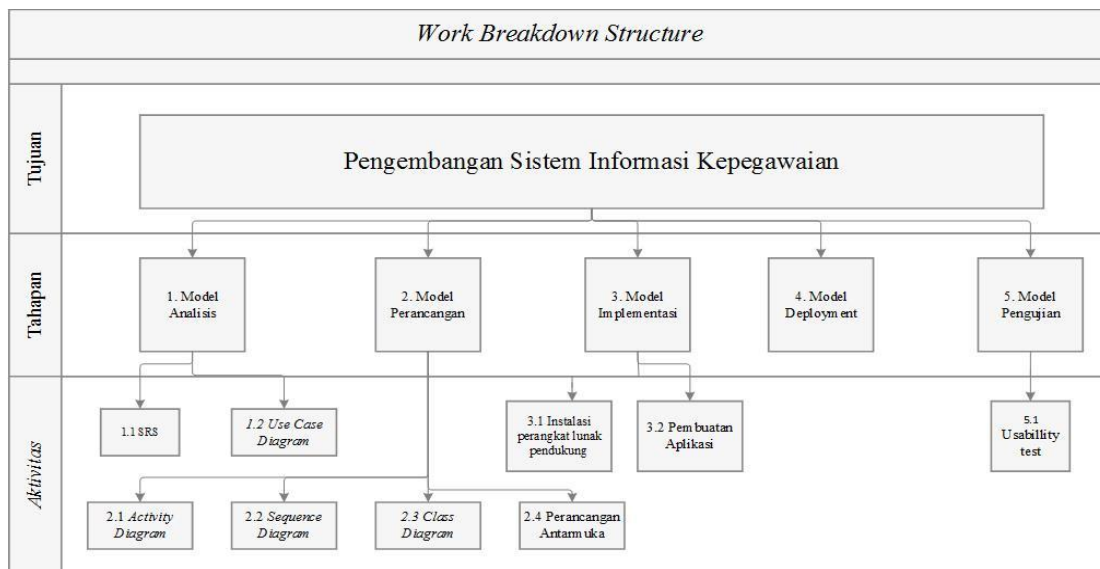 Work Breakdown Structure
Tujuan
Pengembangan Sistem Informasi Kepegawaian
Tahapan
1. Model
Analisis
2. Model
Perancangan
3. Model
Implementasi
4. Model
Deployment
5. Model
Pengujian
Aktivitas
1.1 SRS
1.2 Use Case
Diagram
3.1 Instalasi
perangkat lunak
pendukung
3.2 Pembuatan
Aplikasi
5.1
Usabillity
test
2.1 Activity
Diagram
2.2 Sequence
Diagram
2.3 Class
Diagram
2.4 Perancangan
Antarmuka